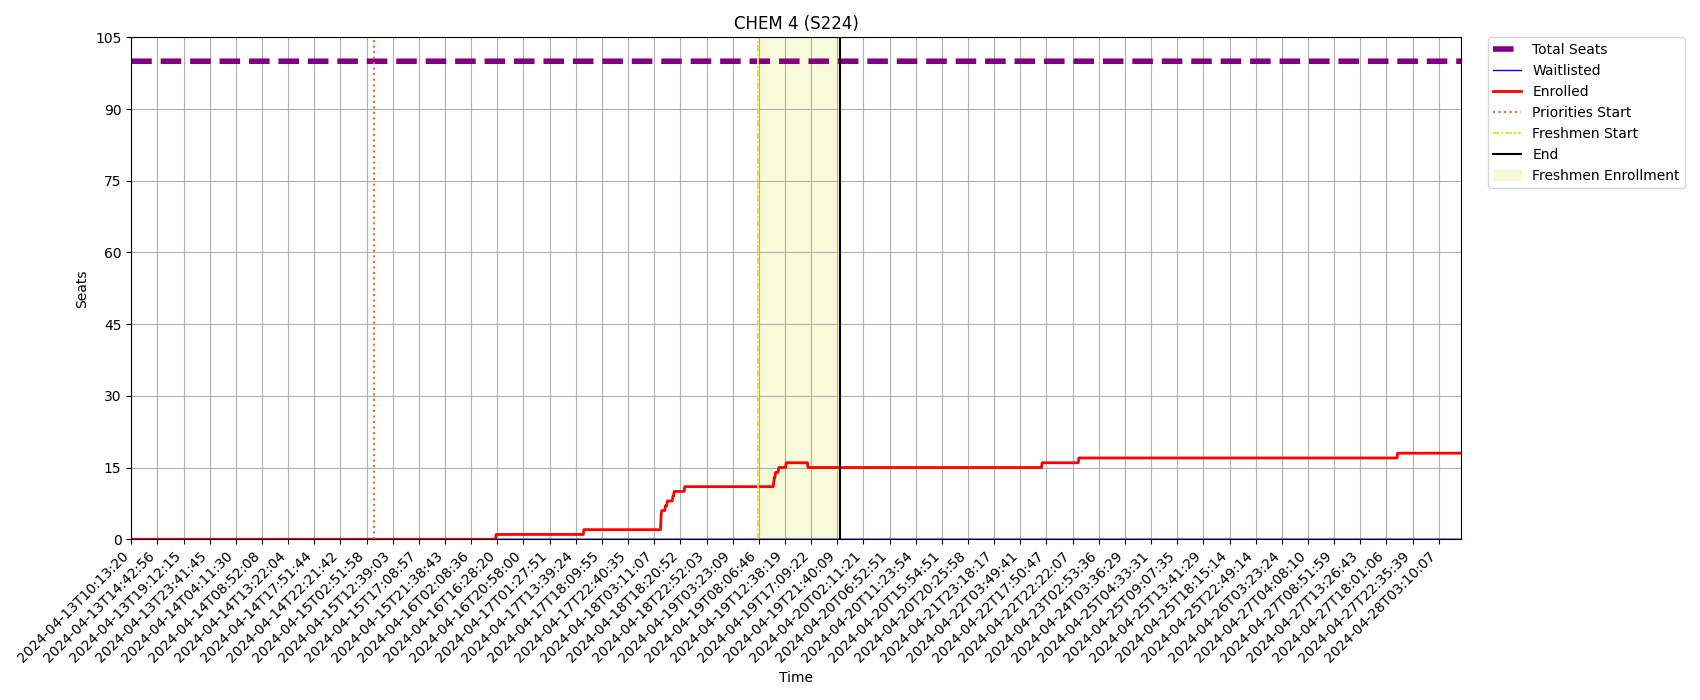 CHEM 4 (S224)
105
90
75
60
45
30
15
0
Seats
2024-04-13T10:13:20
2024-04-13T14:42:56
2024-04-13T19:12:15
2024-04-13T23:41:45
2024-04-14T04:11:30
2024-04-14T08:52:08
2024-04-14T13:22:04
2024-04-14T17:51:44
2024-04-14T22:21:42
2024-04-15T02:51:58
2024-04-15T12:39:03
2024-04-15T17:08:57
2024-04-15T21:38:43
2024-04-16T02:08:36
2024-04-16T16:28:20
2024-04-16T20:58:00
2024-04-17T01:27:51
2024-04-17T13:39:24
2024-04-17T18:09:55
2024-04-17T22:40:35
2024-04-18T03:11:07
2024-04-18T18:20:52
2024-04-18T22:52:03
2024-04-19T03:23:09
2024-04-19T08:06:46
2024-04-19T12:38:19
2024-04-19T17:09:22
2024-04-19T21:40:09
2024-04-20T02:11:21
2024-04-20T06:52:51
2024-04-20T11:23:54
2024-04-20T15:54:51
2024-04-20T20:25:58
2024-04-21T23:18:17
2024-04-22T03:49:41
2024-04-22T17:50:47
2024-04-22T22:22:07
2024-04-23T02:53:36
2024-04-24T03:36:29
2024-04-25T04:33:31
2024-04-25T09:07:35
2024-04-25T13:41:29
2024-04-25T18:15:14
2024-04-25T22:49:14
2024-04-26T03:23:24
2024-04-27T04:08:10
2024-04-27T08:51:59
2024-04-27T13:26:43
2024-04-27T18:01:06
2024-04-27T22:35:39
2024-04-28T03:10:07
Time
Total Seats
Waitlisted
Enrolled
Priorities Start
Freshmen Start
End
Freshmen Enrollment